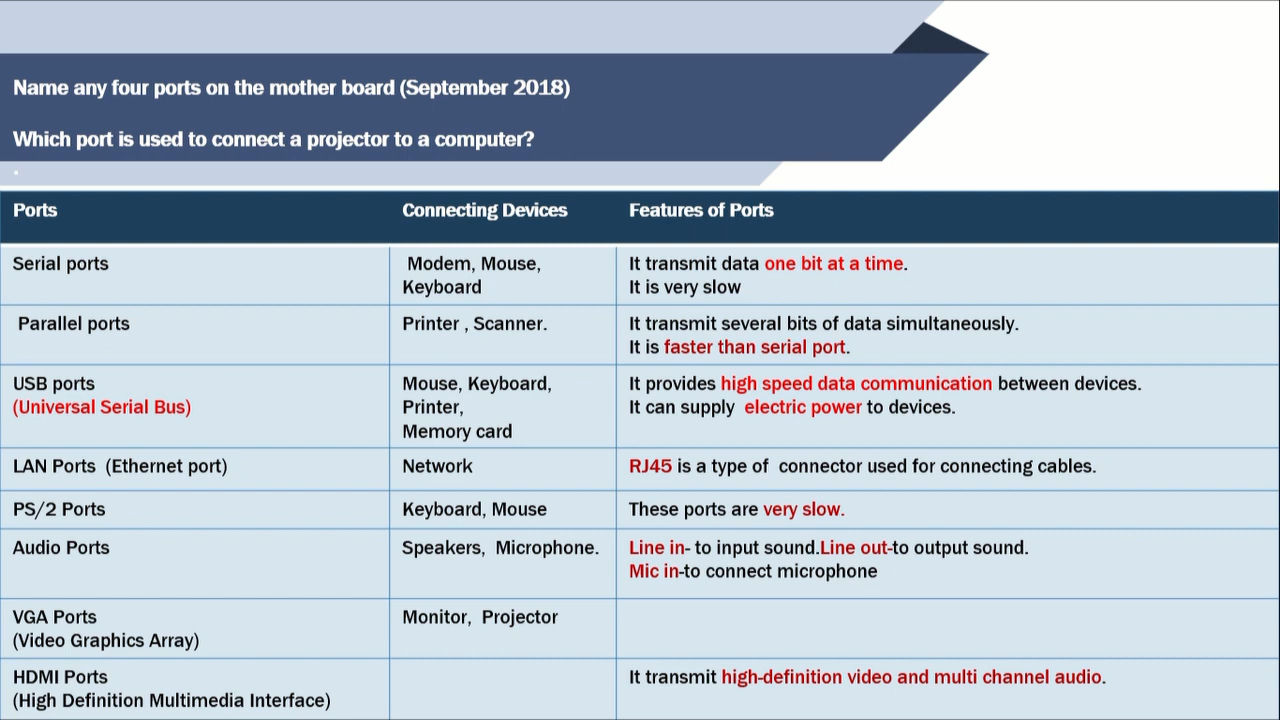 Name any four ports on the mother board (September 2018)
Which port is used to connect a projector to a computer?
.
Ports Connecting Devices Features of Ports
Serial ports Modem, Mouse, It transmit data one bit at a time.
Keyboard It is very slow
Parallel ports Printer , Scanner. It transmit several bits of data simultaneously.
It is faster than serial port.
USB ports Mouse, Keyboard, It provides high speed data communication between devices.
(Universal Serial Bus) Printer, It can supply electric power to devices.
Memory card
LAN Ports (Ethernet port) Network RJ45 is a type of connector used for connecting cables.
PS/2 Ports Keyboard, Mouse These ports are very slow.
Audio Ports Speakers, Microphone. Line in- to input sound.Line out-to output sound.
Mic in-to connect microphone
VGA Ports Monitor, Projector
(Video Graphics Array)
HDMI Ports It transmit high-definition video and multi channel audio.
(High Definition Multimedia Interface)